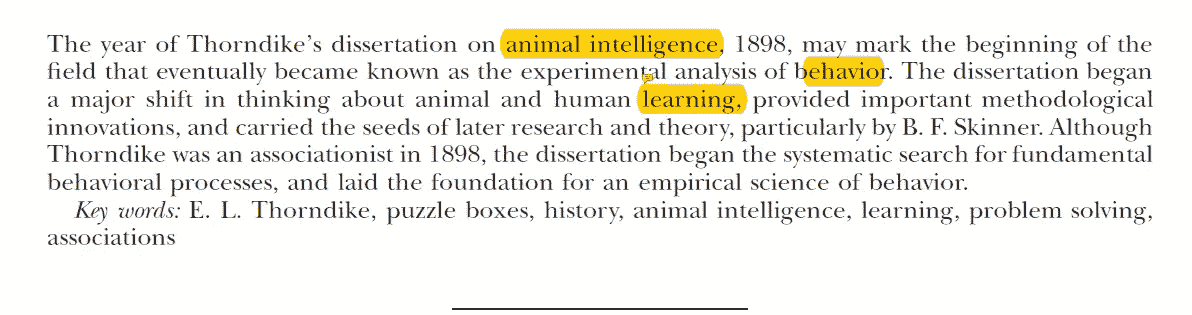 The year of Thorndike’s dissertation on animal intelligence, 1898, may mark the beginning of the
field that eventually became known as the experimental analysis of behavior. The dissertation began
a major shift in thinking about animal and human learning, provided important methodological
innovations, and carried the seeds of later research and theory, particularly by B. F. Skinner. Although
Thorndike was an associationist in 1898, the dissertation began the systematic search for fundamental
behavioral processes, and laid the foundation for an empirical science of behavior.
Key words: E. L. Thorndike, puzzle boxes, history, animal intelligence, learning, problem solving,
associations